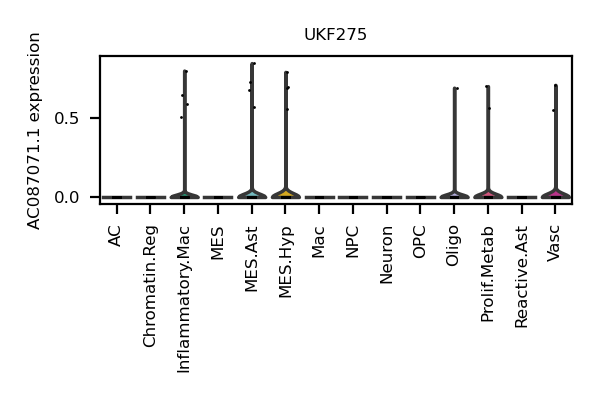 UKF275
AC087071.1 expression
0.5
0.0
AC
Chromatin.Reg
Inflammatory.Mac
MES
MES.Ast
MES.Hyp
Mac
NPC
Neuron
OPC
Oligo
Prolif.Metab
Reactive.Ast
Vasc